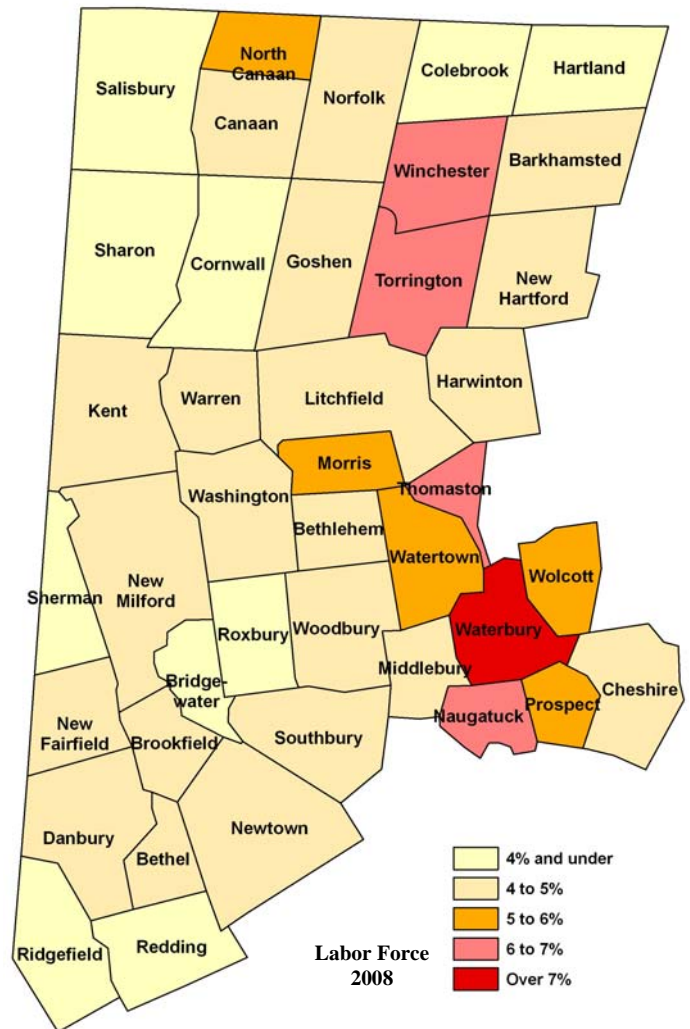 North
Canaan
Salisbury
Canaan
Norfolk
Colebrook
Hartland
Winchester
Barkhamsted
Sharon
Cornwall
Goshen
Torrington
New
Hartford
Kent
Warren
Litchfield
Harwinton
Morris
Washington
Thomaston
Bethlehem
Watertown
Wolcott
Sherman
New
Milford
Roxbury
Woodbury
Waterbury
Middlebury
Bridge-
water
Cheshire
Prospect
Naugatuck
New
Fairfield
Brookfield
Southbury
Danbury
Bethel
Newtown
Ridgefield
Redding
Labor Force
2008
4% and under
4 to 5%
5 to 6%
6 to 7%
Over 7%